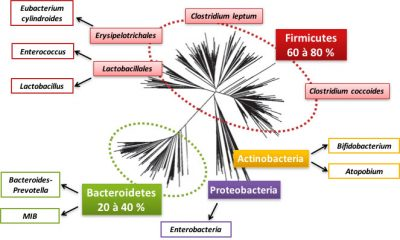 Eubacterium
cylindroides
Clostridium leptum
Erysipelotrichales
Firmicutes
60 à 80 %
Enterococcus
Lactobacillales
Lactobacillus
Clostridium coccoides
Bifidobacterium
Actinobacteria
Atopobium
Bacteroides-
Prevotella
Bacteroidetes
20 à 40 %
Proteobacteria
MIB
Enterobacteria